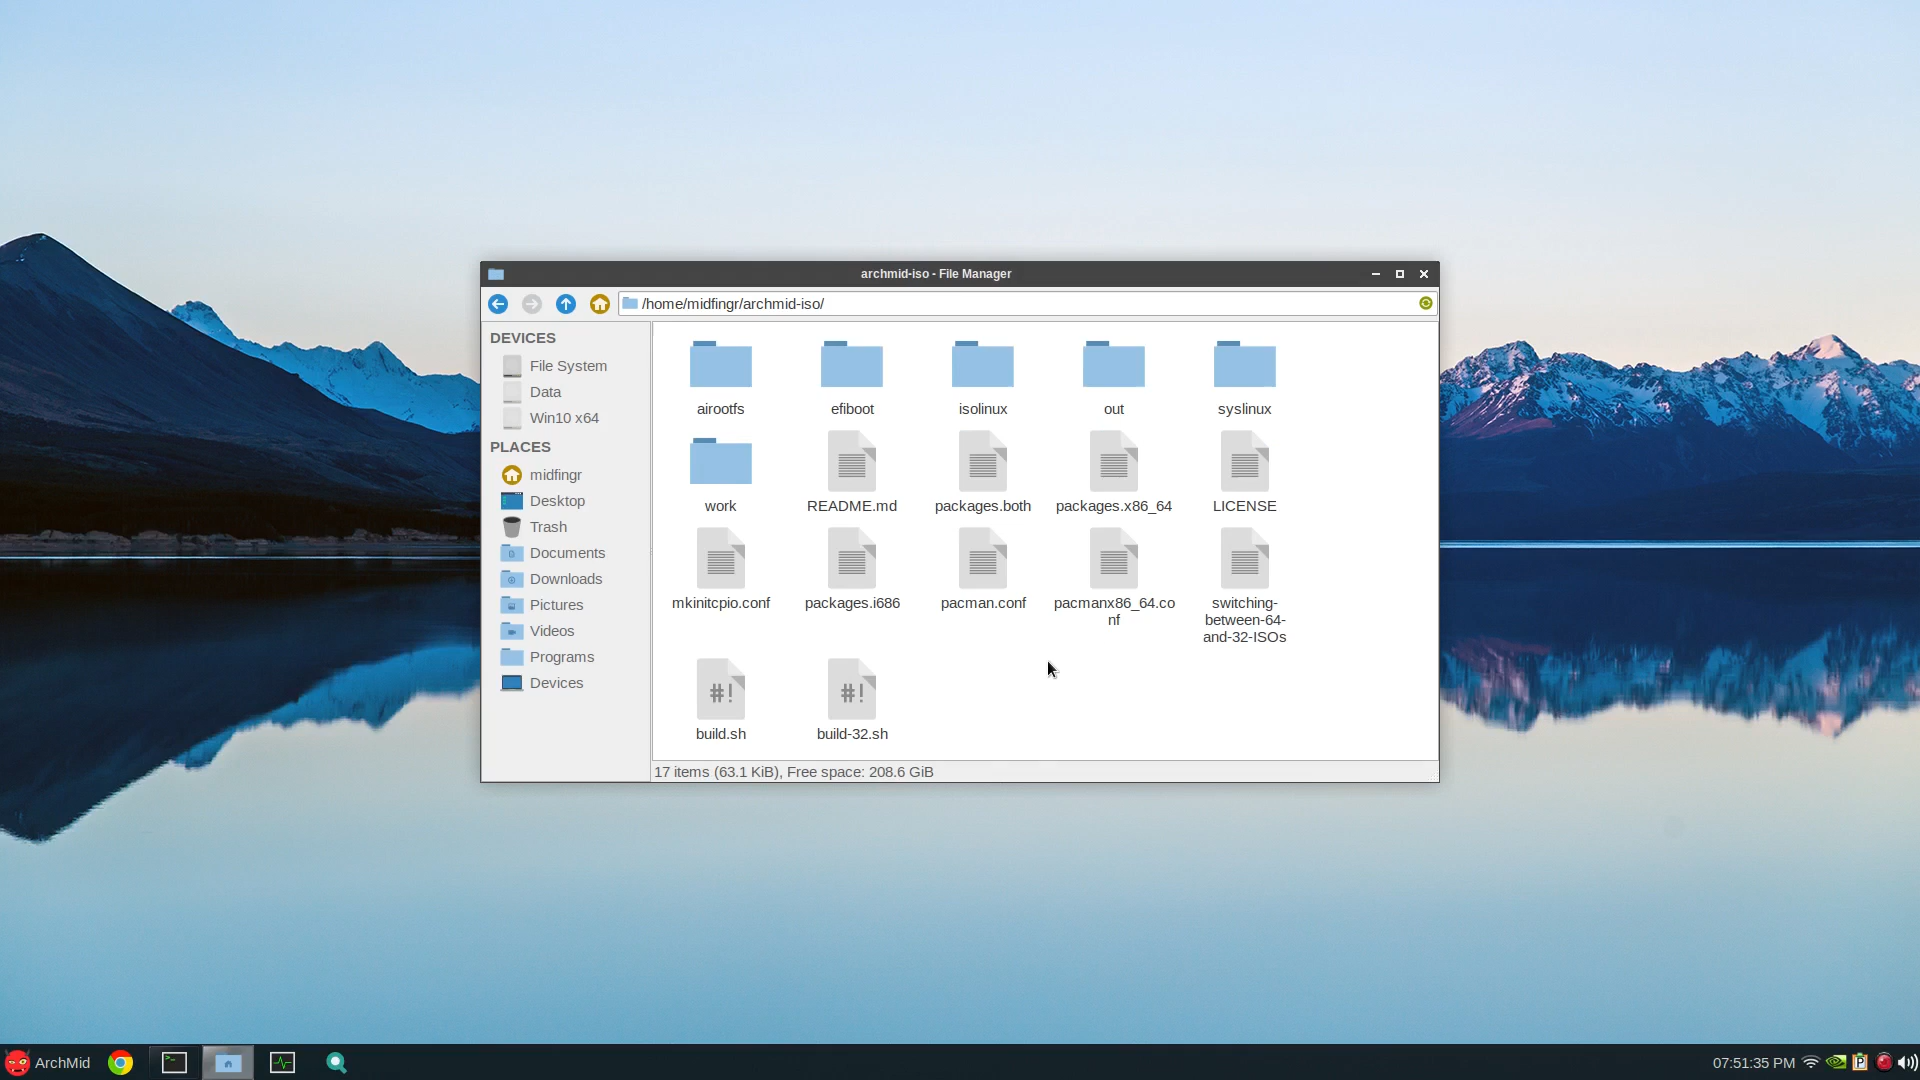 archmid-iso - File Manager
/home/midfingr/archmid-iso/
DEVICES
File System
Data
Win10 x64
PLACES
midfingr
Desktop
Trash
Documents
Downloads
Pictures
Videos
Programs
Devices
airootfs
efiboot
isolinux
out
syslinux
work
README.md
packages.both
packages.x86_64
LICENSE
mkinitcpio.conf
packages.i686
pacman.conf
pacmanx86_64.co
nf
switching-
between-64-
and-32-ISOs
#!
build.sh
#!
build-32.sh
17 items (63.1 KiB), Free space: 208.6 GiB
ArchMid
>_
07:51:35 PM
P